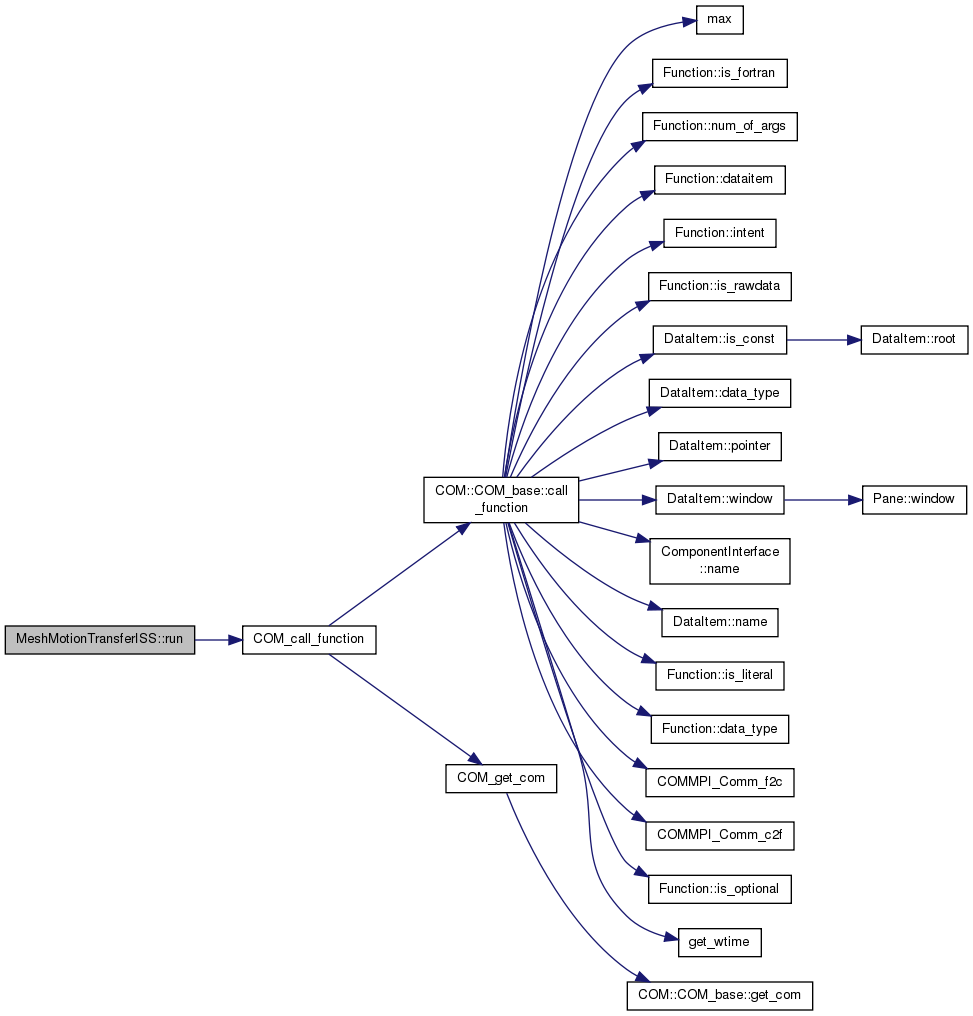 max
Function::is_fortran
Function::num_of_args
Function::dataitem
Function::intent
Function::is_rawdata
DataItem::is_const
DataItem::root
DataItem::data_type
DataItem::pointer
COM::COM_base::call
_function
DataItem::window
Pane::window
ComponentInterface
::name
DataItem::name
MeshMotionTransferISS::run
COM_call_function
Function::is_literal
Function::data_type
COM_get_com
COMMPI_Comm_f2c
COMMPI_Comm_c2f
Function::is_optional
get_wtime
COM::COM_base::get_com